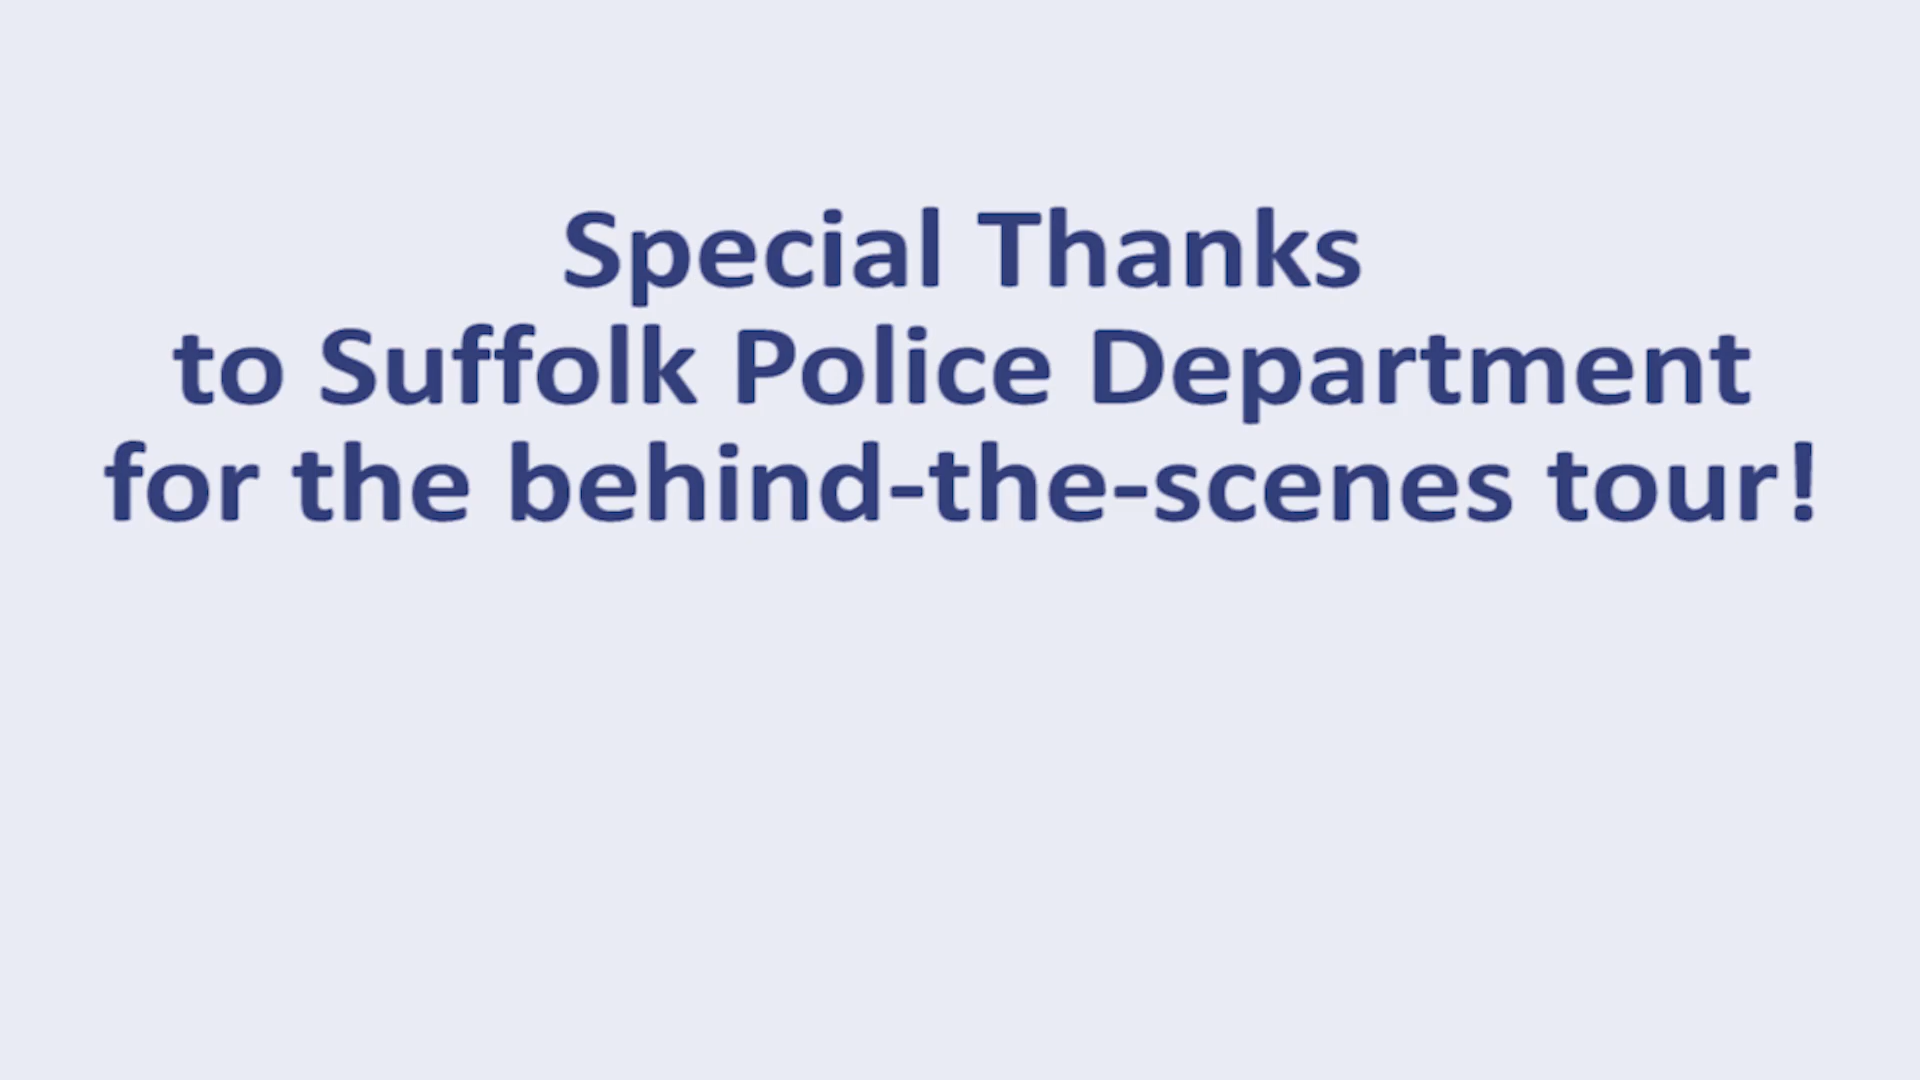 Special Thanks
to Suffolk Police Department
for the behind-the-scenes tour!